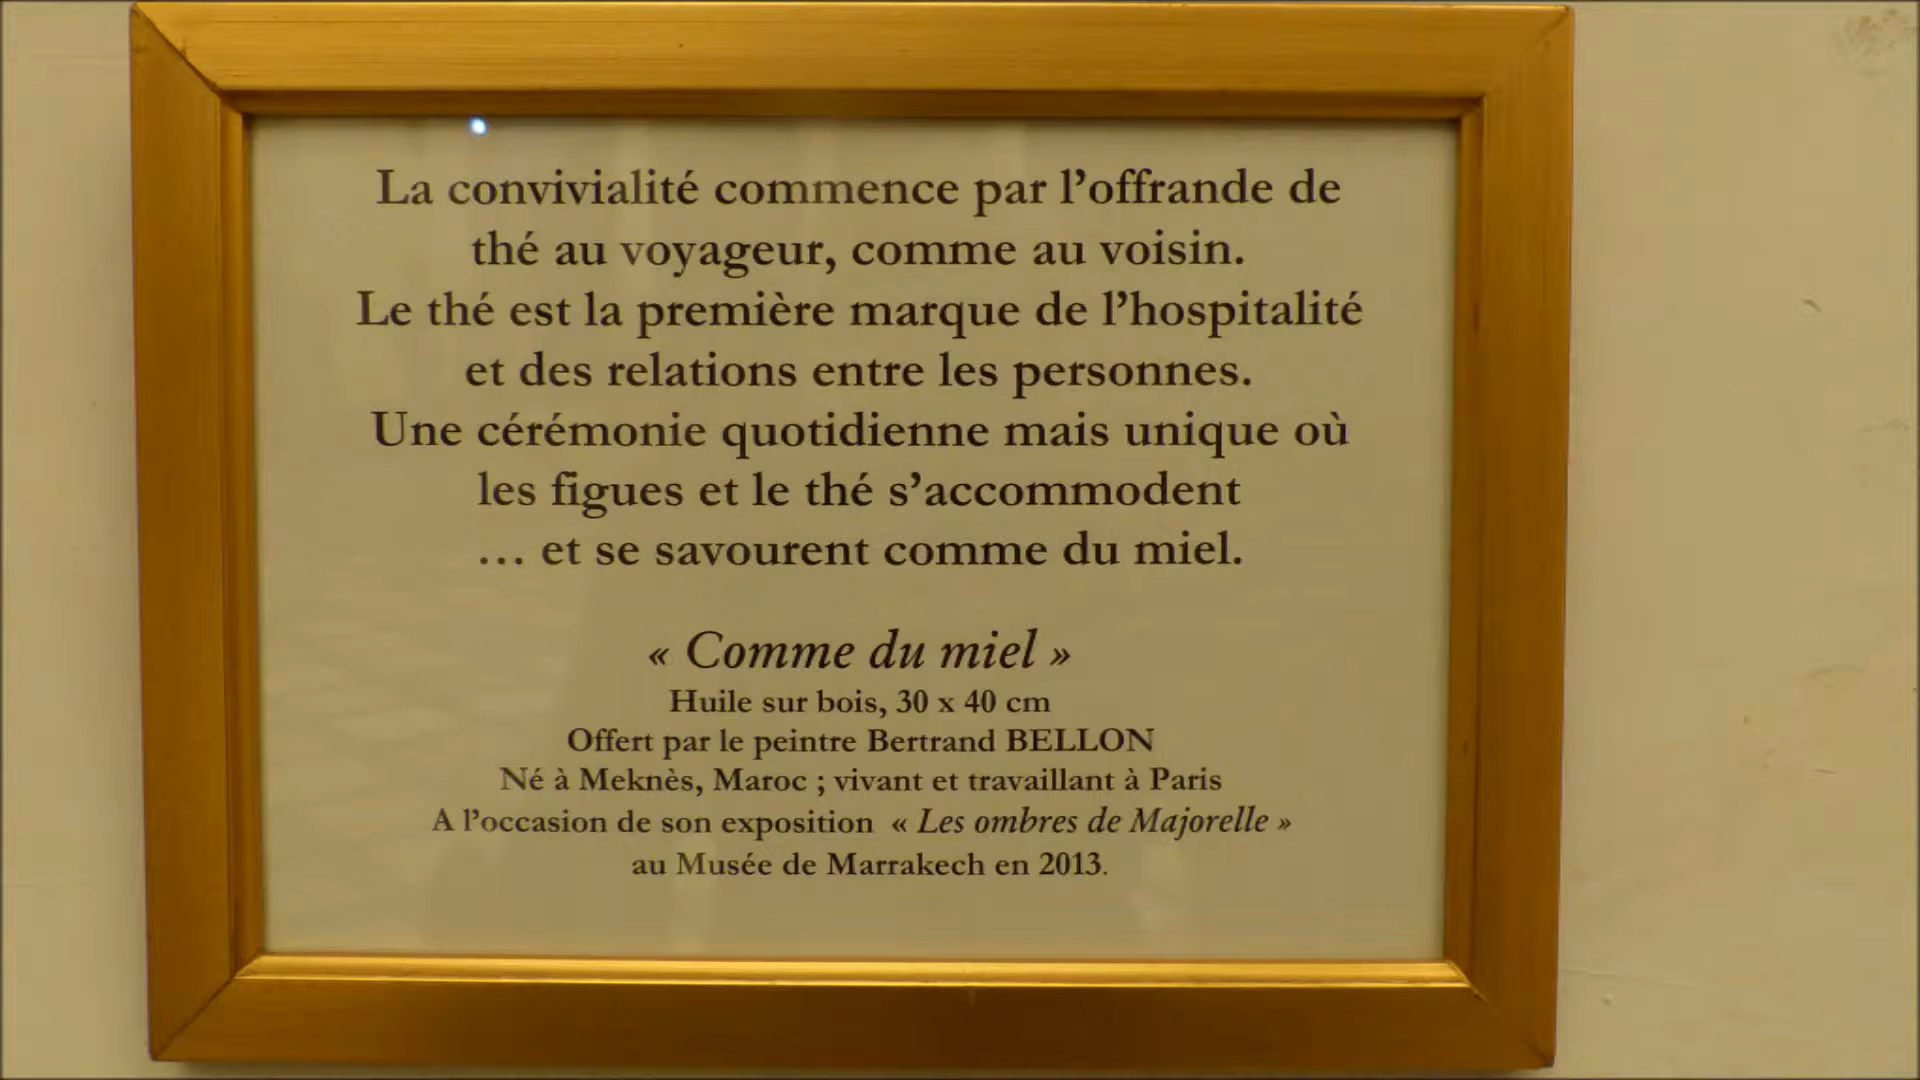 La convivialité commence par l’offrande de
thé au voyageur, comme au voisin.
Le thé est la première marque de l’hospitalité
et des relations entre les personnes.
Une cérémonie quotidienne mais unique où
les figues et le thé s’accommodent
… et se savourent comme du miel.
« Comme du miel »
Huile sur bois, 30 x 40 cm
Offert par le peintre Bertrand BELLON
Né à Meknès, Maroc ; vivant et travaillant à Paris
A l’occasion de son exposition « Les ombres de Majorelle »
au Musée de Marrakech en 2013.